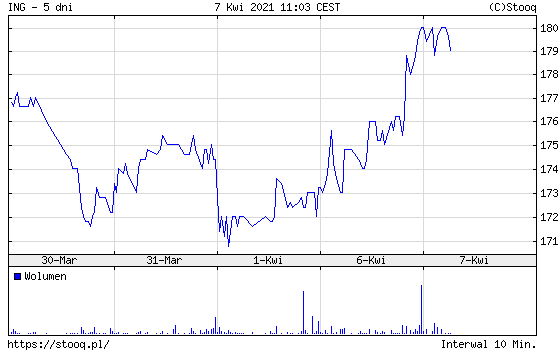 ING - 5 dni 7 Kwi 2021 11:03 CEST (C)Stooq
180
179
178
177
176
175
174
173
172
171
30-Mar 31-Mar 1-Kwi 6-Kwi 7-Kwi
Wolumen
https://stooq.pl/ Interwal 10 Min.